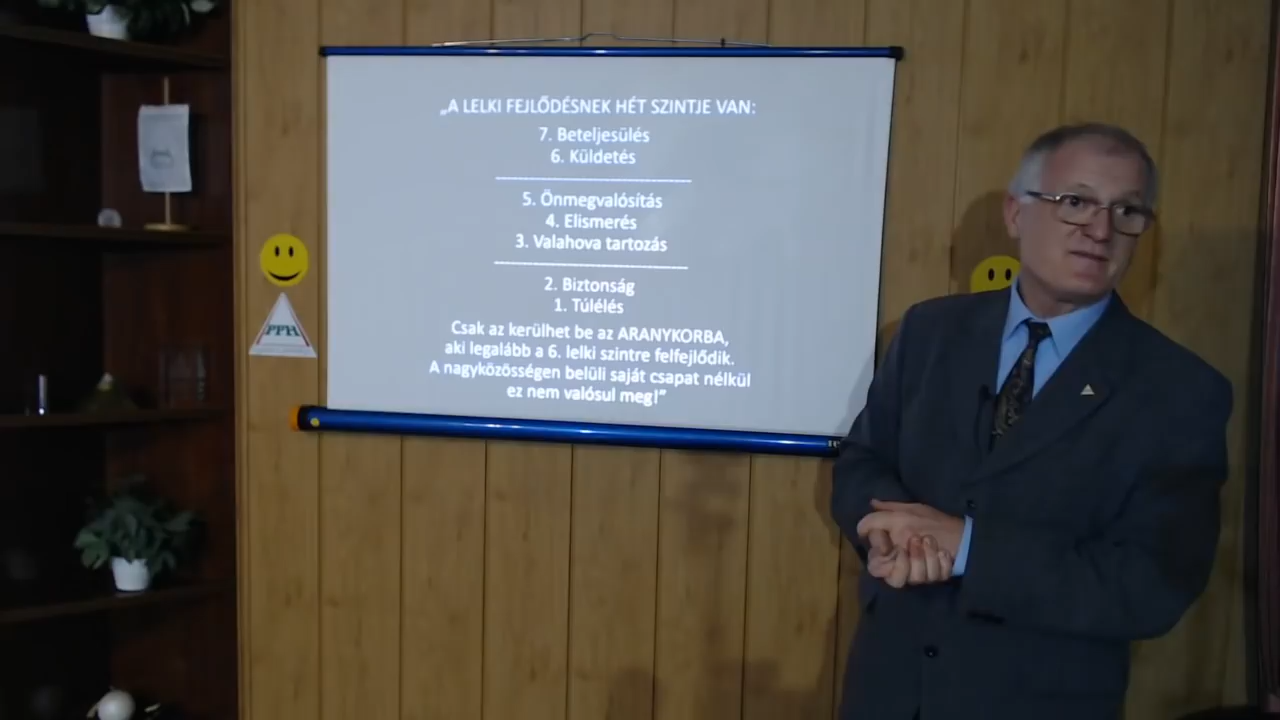 „A LELKI FEJLŐDÉSNEK HÉT SZINTJE VAN:
7. Beteljesülés
6. Küldetés
5. Önmegvalósítás
4. Elismerés
3. Valahova tartozás
2. Biztonság
1. Túlélés
Csak az kerülhet be az ARANYKORBA,
aki legalább a 6. lelki szintre felfejlődik.
A nagyközösségen belüli saját csapat nélkül
ez nem valósul meg!”
PPH